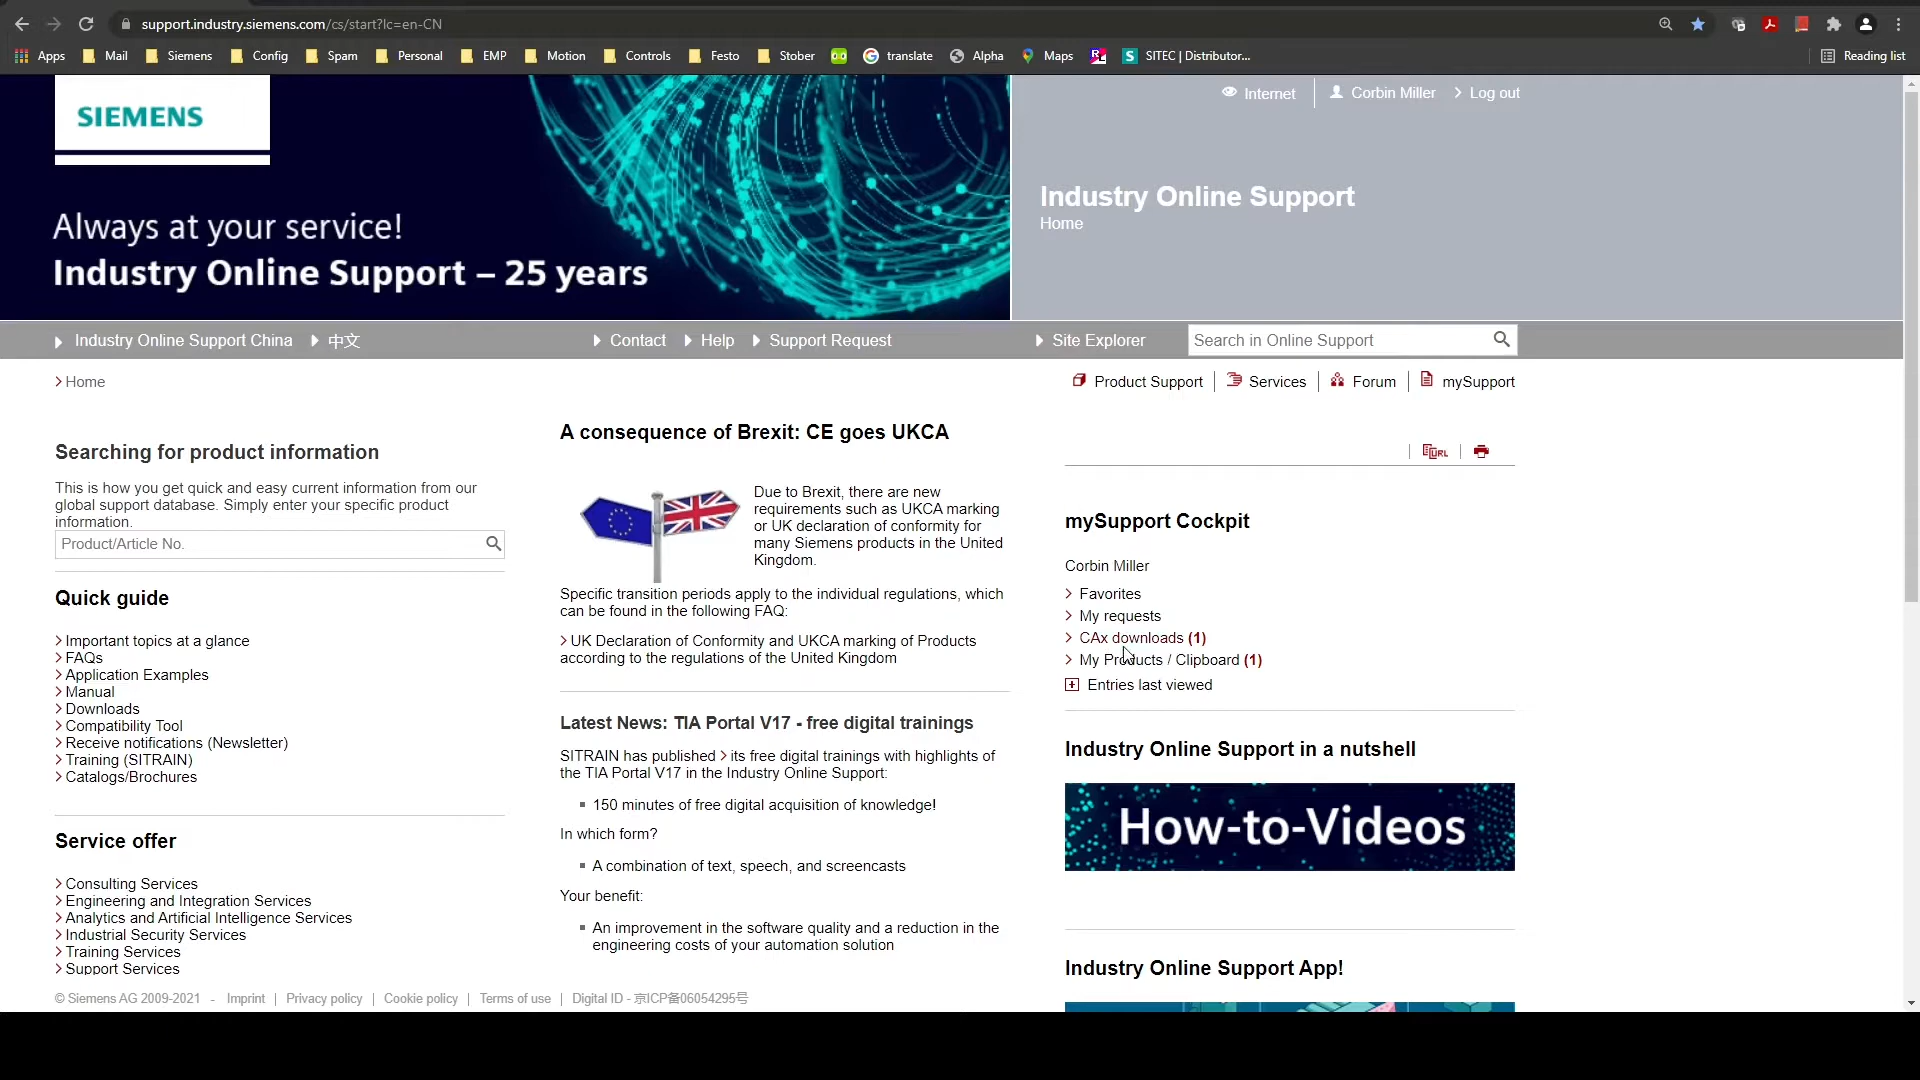 support.industry.siemens.com/cs/start?lc=en-CN
Apps Mail Siemens Config Spam Personal EMP Motion Controls Festo Stober translate Alpha Maps SITEC | Distributor... Reading list
SIEMENS
Always at your service!
Industry Online Support – 25 years
Internet Corbin Miller Log out
Industry Online Support
Home
Industry Online Support China 中文 Contact Help Support Request Site Explorer Search in Online Support
Home
Product Support Services Forum mySupport
Searching for product information
This is how you get quick and easy current information from our
global support database. Simply enter your specific product
information.
Product/Article No.
Quick guide
Important topics at a glance
FAQs
Application Examples
Manual
Downloads
Compatibility Tool
Receive notifications (Newsletter)
Training (SITRAIN)
Catalogs/Brochures
Service offer
Consulting Services
Engineering and Integration Services
Analytics and Artificial Intelligence Services
Industrial Security Services
Training Services
Support Services
A consequence of Brexit: CE goes UKCA
Due to Brexit, there are new
requirements such as UKCA marking
or UK declaration of conformity for
many Siemens products in the United
Kingdom.
Specific transition periods apply to the individual regulations, which
can be found in the following FAQ:
UK Declaration of Conformity and UKCA marking of Products
according to the regulations of the United Kingdom
Latest News: TIA Portal V17 - free digital trainings
SITRAIN has published its free digital trainings with highlights of
the TIA Portal V17 in the Industry Online Support:
150 minutes of free digital acquisition of knowledge!
In which form?
A combination of text, speech, and screencasts
Your benefit:
An improvement in the software quality and a reduction in the
engineering costs of your automation solution
URL
mySupport Cockpit
Corbin Miller
Favorites
My requests
CAx downloads (1)
My Products / Clipboard (1)
Entries last viewed
Industry Online Support in a nutshell
How-to-Videos
Industry Online Support App!
© Siemens AG 2009-2021 - Imprint | Privacy policy | Cookie policy | Terms of use | Digital ID - 京ICP备06054295号